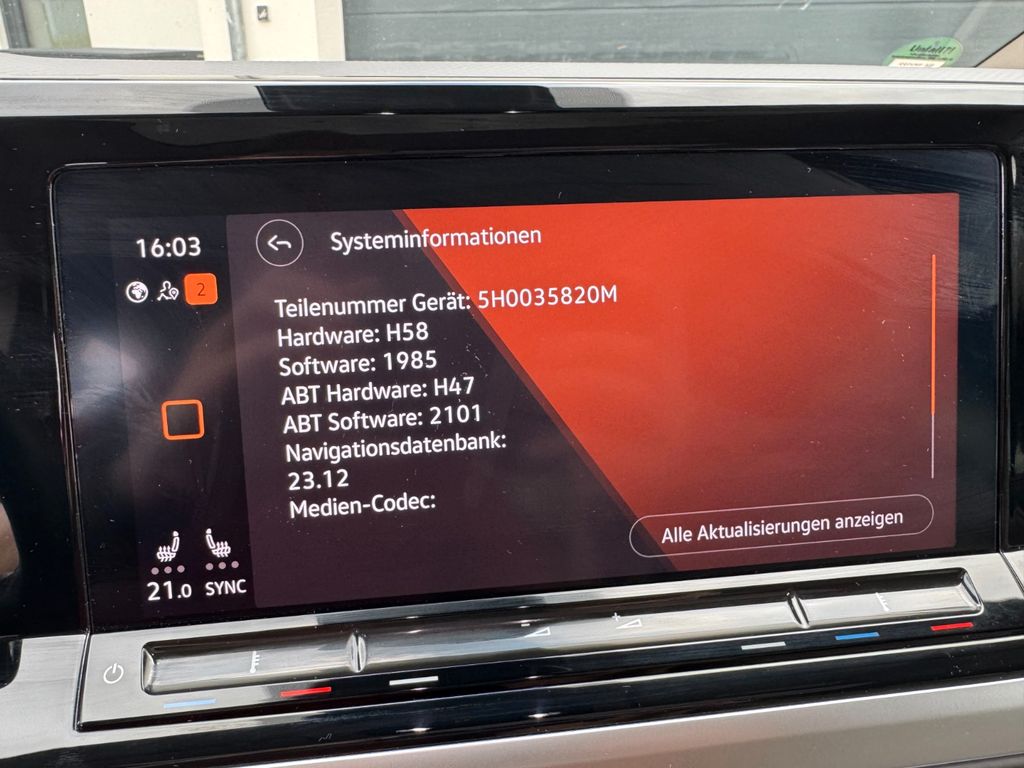 Unfall?!
16:03
Systeminformationen
2
Teilenummer Gerät: 5H0035820M
Hardware: H58
Software: 1985
ABT Hardware: H47
ABT Software: 2101
Navigationsdatenbank:
23.12
Medien-Codec:
Alle Aktualisierungen anzeigen
21.0 SYNC